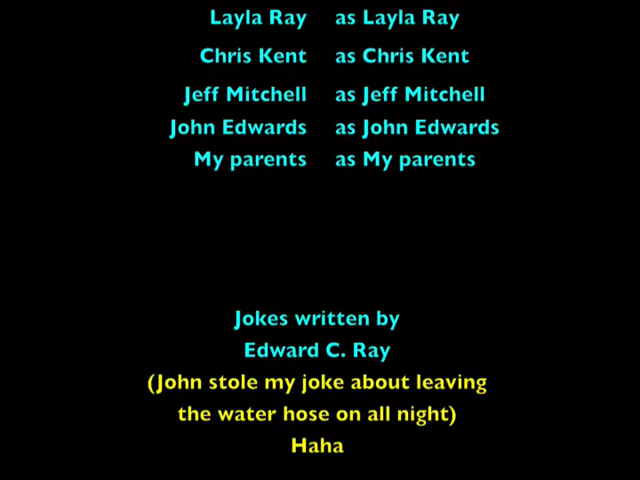 Layla Ray as Layla Ray
Chris Kent as Chris Kent
Jeff Mitchell as Jeff Mitchell
John Edwards as John Edwards
My parents as My parents
Jokes written by
Edward C. Ray
(John stole my joke about leaving
the water hose on all night)
Haha